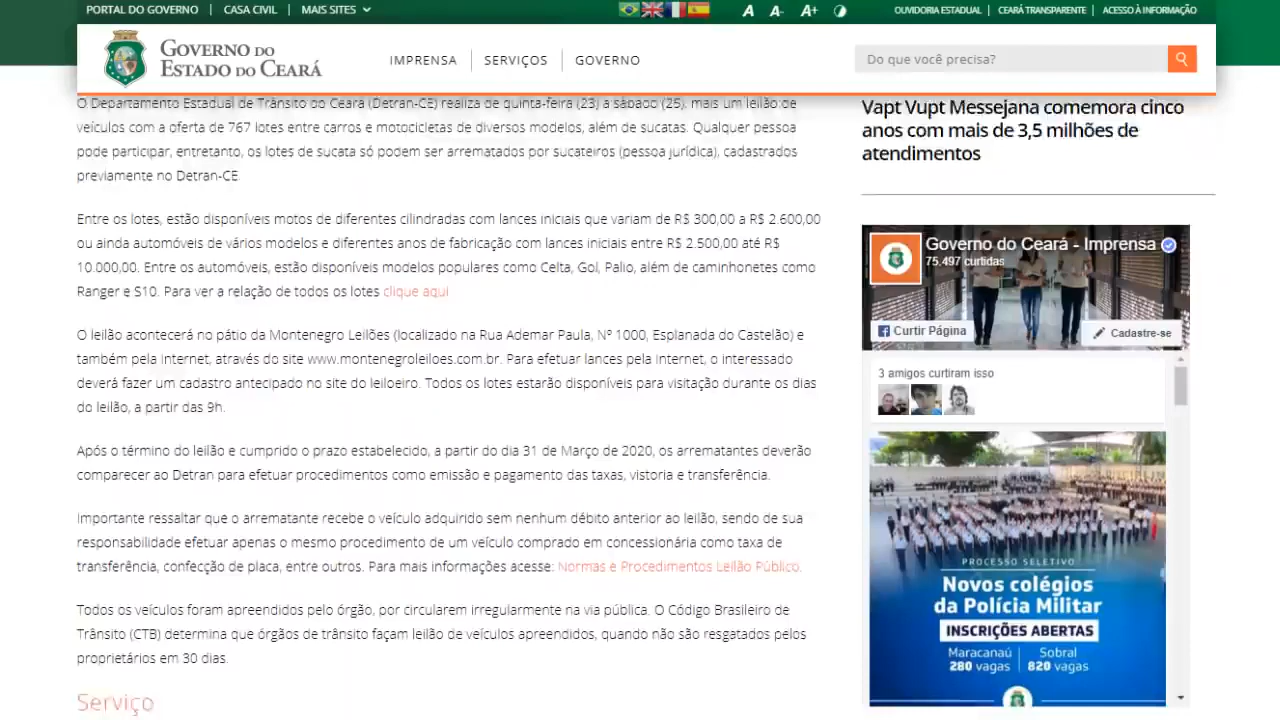 PORTAL DO GOVERNO | CASA CIVIL | MAIS SITES
A A- A+
OUVIDORIA ESTADUAL | CEARÁ TRANSPARENTE | ACESSO À INFORMAÇÃO
GOVERNO DO
ESTADO DO CEARÁ
IMPRENSA | SERVIÇOS | GOVERNO
Do que você precisa?
O Departamento Estadual de Trânsito do Ceará (Detran-CE) realiza de quinta-feira (23) a sábado (25), mais um leilão de
veículos com a oferta de 767 lotes entre carros e motocicletas de diversos modelos, além de sucatas. Qualquer pessoa
pode participar, entretanto, os lotes de sucata só podem ser arrematados por sucateiros (pessoa jurídica), cadastrados
previamente no Detran-CE.
Entre os lotes, estão disponíveis motos de diferentes cilindradas com lances iniciais que variam de R$ 300,00 a R$ 2.600,00
ou ainda automóveis de vários modelos e diferentes anos de fabricação com lances iniciais entre R$ 2.500,00 até R$
10.000,00. Entre os automóveis, estão disponíveis modelos populares como Celta, Gol, Palio, além de caminhonetes como
Ranger e S10. Para ver a relação de todos os lotes clique aqui
O leilão acontecerá no pátio da Montenegro Leilões (localizado na Rua Ademar Paula, Nº 1000, Esplanada do Castelão) e
também pela internet, através do site www.montenegroleiloes.com.br. Para efetuar lances pela internet, o interessado
deverá fazer um cadastro antecipado no site do leiloeiro. Todos os lotes estarão disponíveis para visitação durante os dias
do leilão, a partir das 9h.
Após o término do leilão e cumprido o prazo estabelecido, a partir do dia 31 de Março de 2020, os arrematantes deverão
comparecer ao Detran para efetuar procedimentos como emissão e pagamento das taxas, vistoria e transferência.
Importante ressaltar que o arrematante recebe o veículo adquirido sem nenhum débito anterior ao leilão, sendo de sua
responsabilidade efetuar apenas o mesmo procedimento de um veículo comprado em concessionária como taxa de
transferência, confecção de placa, entre outros. Para mais informações acesse: Normas e Procedimentos Leilão Público.
Todos os veículos foram apreendidos pelo órgão, por circularem irregularmente na via pública. O Código Brasileiro de
Trânsito (CTB) determina que órgãos de trânsito façam leilão de veículos apreendidos, quando não são resgatados pelos
proprietários em 30 dias.
Serviço
Vapt Vupt Messejana comemora cinco
anos com mais de 3,5 milhões de
atendimentos
Governo do Ceará - Imprensa
75.497 curtidas
Curtir Página
Cadastre-se
3 amigos curtiram isso
PROCESSO SELETIVO
Novos colégios
da Polícia Militar
INSCRIÇÕES ABERTAS
Maracanaú | Sobral
280 vagas | 820 vagas